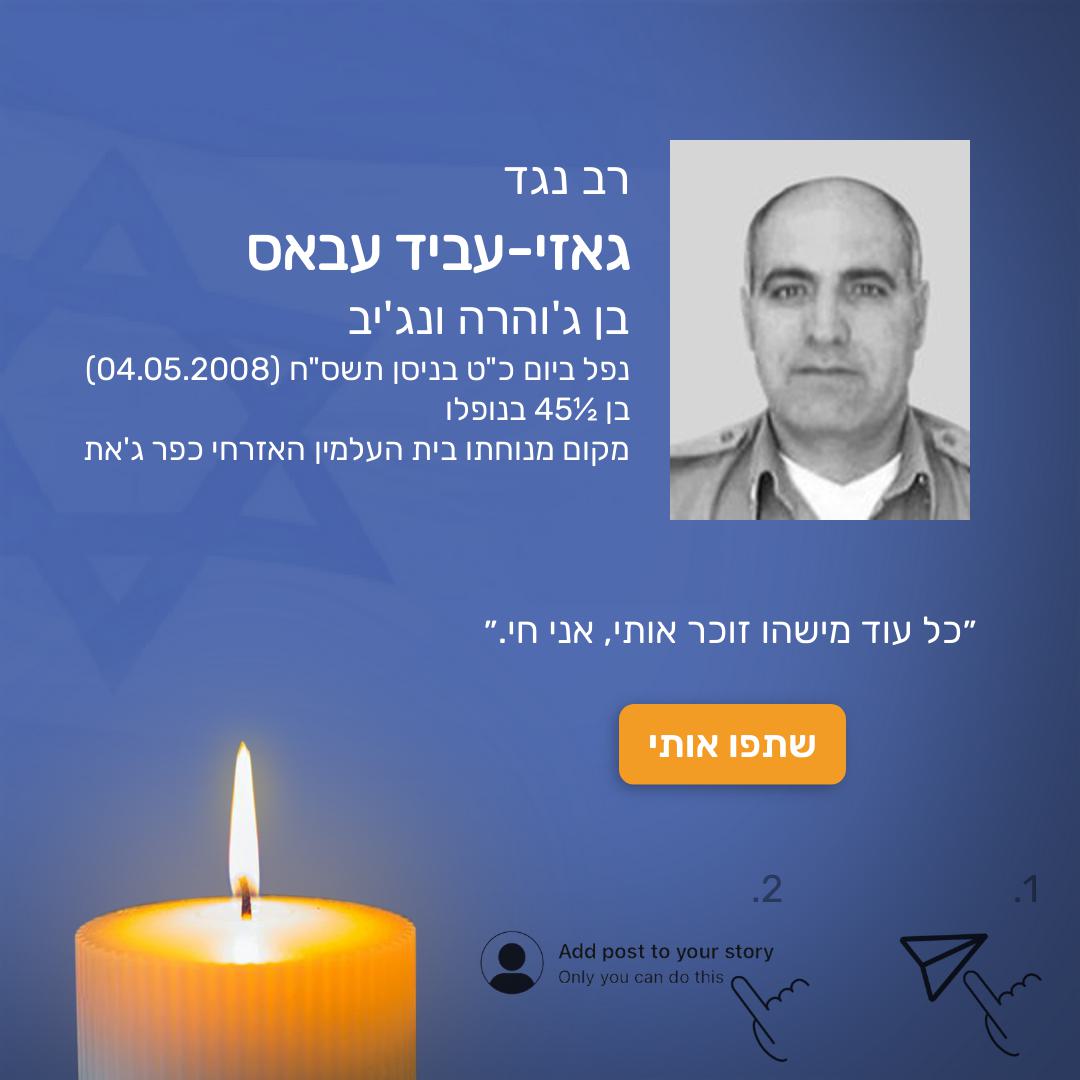 רב נגד
גאזי-עביד עבאס
בן ג'והרה ונג'יב
נפל ביום כ"ט בניסן תשס"ח (04.05.2008)
בן 45½ בנופלו
מקום מנוחתו בית העלמין האזרחי כפר ג'את
״כל עוד מישהו זוכר אותי, אני חי.״
שתפו אותי
.1
.2
Add post to your story
Only you can do this